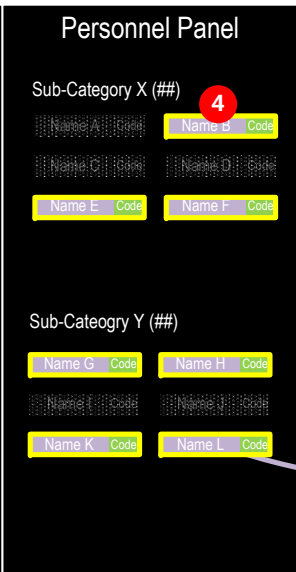 Personnel Panel
Sub-Category X (##)
4
Name A Code Name B Code
Name C Code Name D Code
Name E Code Name F Code
Sub-Cateogry Y (##)
Name G Code Name H Code
Name I Code Name J Code
Name K Code Name L Code